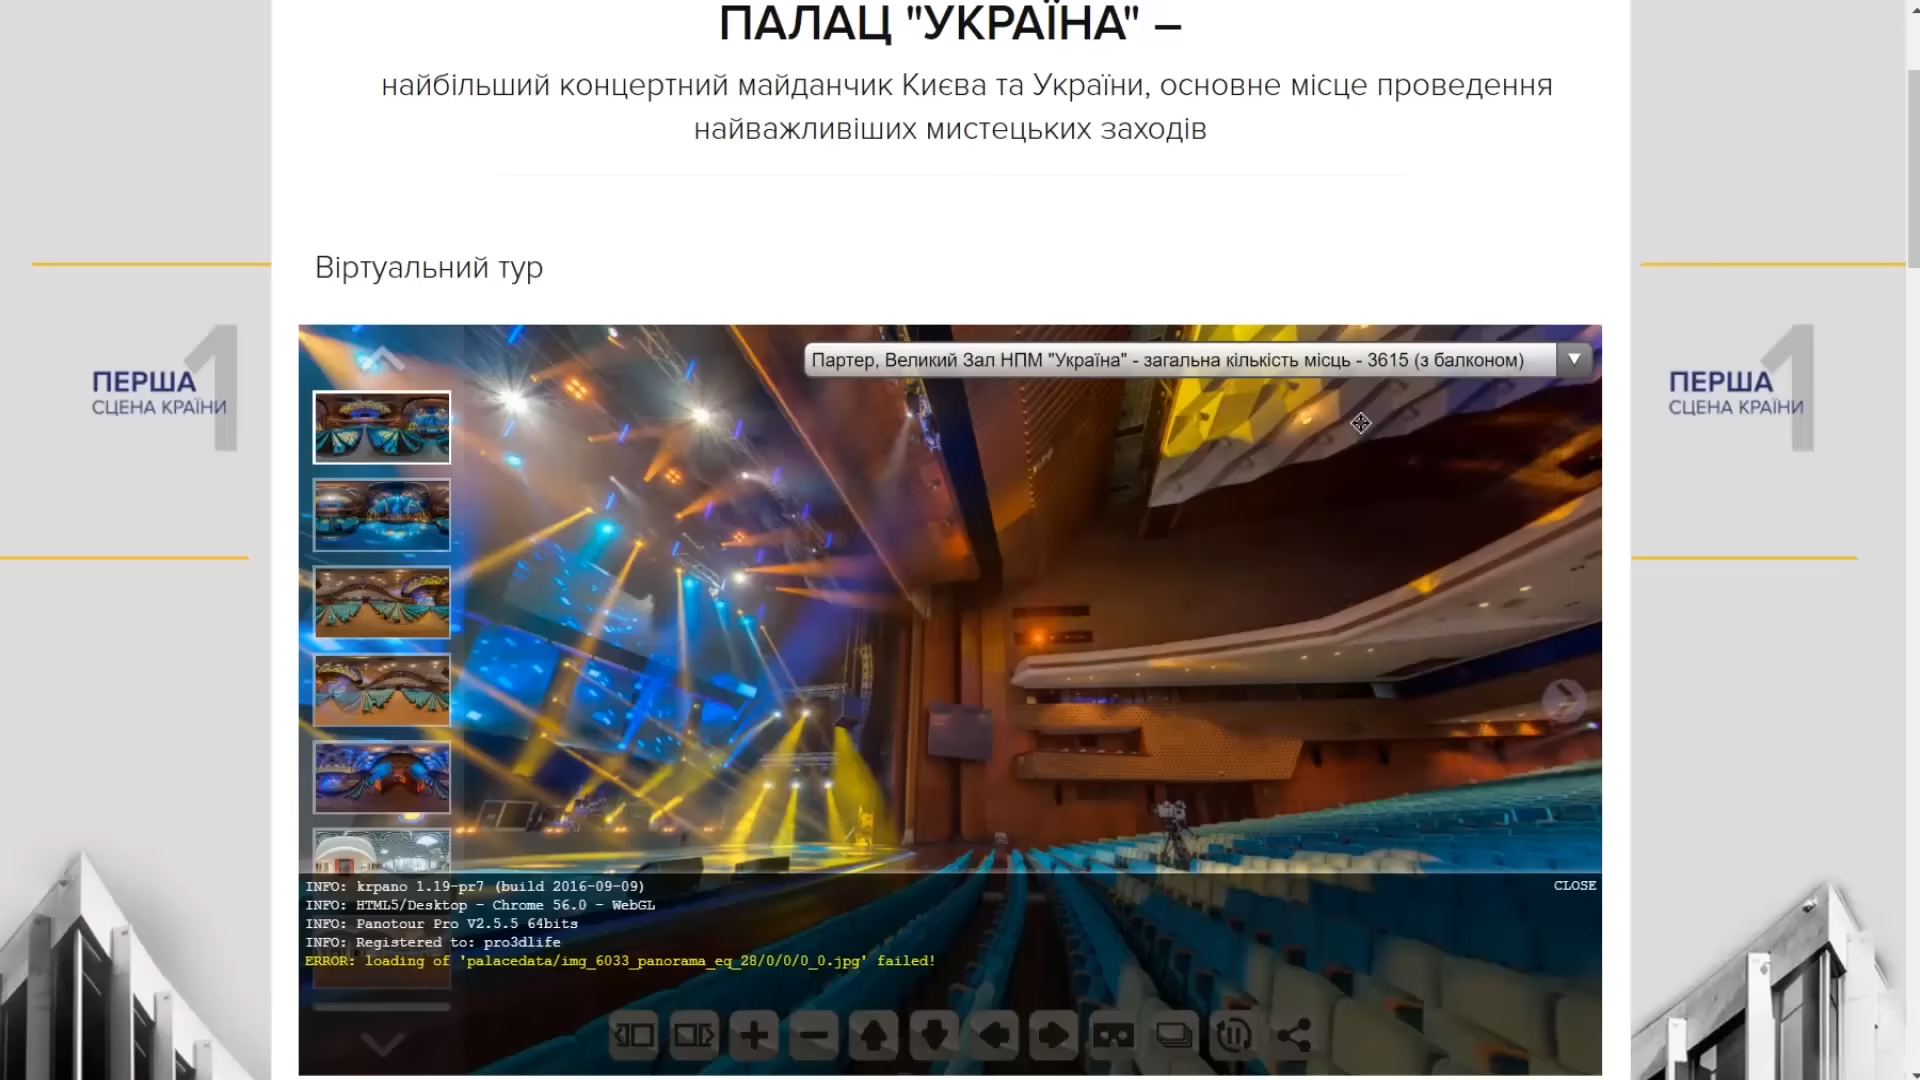 ПАЛАЦ "УКРАЇНА" –
найбільший концертний майданчик Києва та України, основне місце проведення
найважливіших мистецьких заходів
Віртуальний тур
1
ПЕРША
СЦЕНА КРАЇНИ
Партер, Великий Зал НПМ "Україна" - загальна кількість місць - 3615 (з балконом)
1
ПЕРША
СЦЕНА КРАЇНИ
INFO: krpano 1.19-pr7 (build 2016-09-09)
CLOSE
INFO: HTML5/Desktop - Chrome 56.0 - WebGL
INFO: Panotour Pro V2.5.5 64bits
INFO: Registered to: pro3dlife
ERROR: loading of 'palacedata/img_6033_panorama_eq_28/0/0/0_0.jpg' failed!